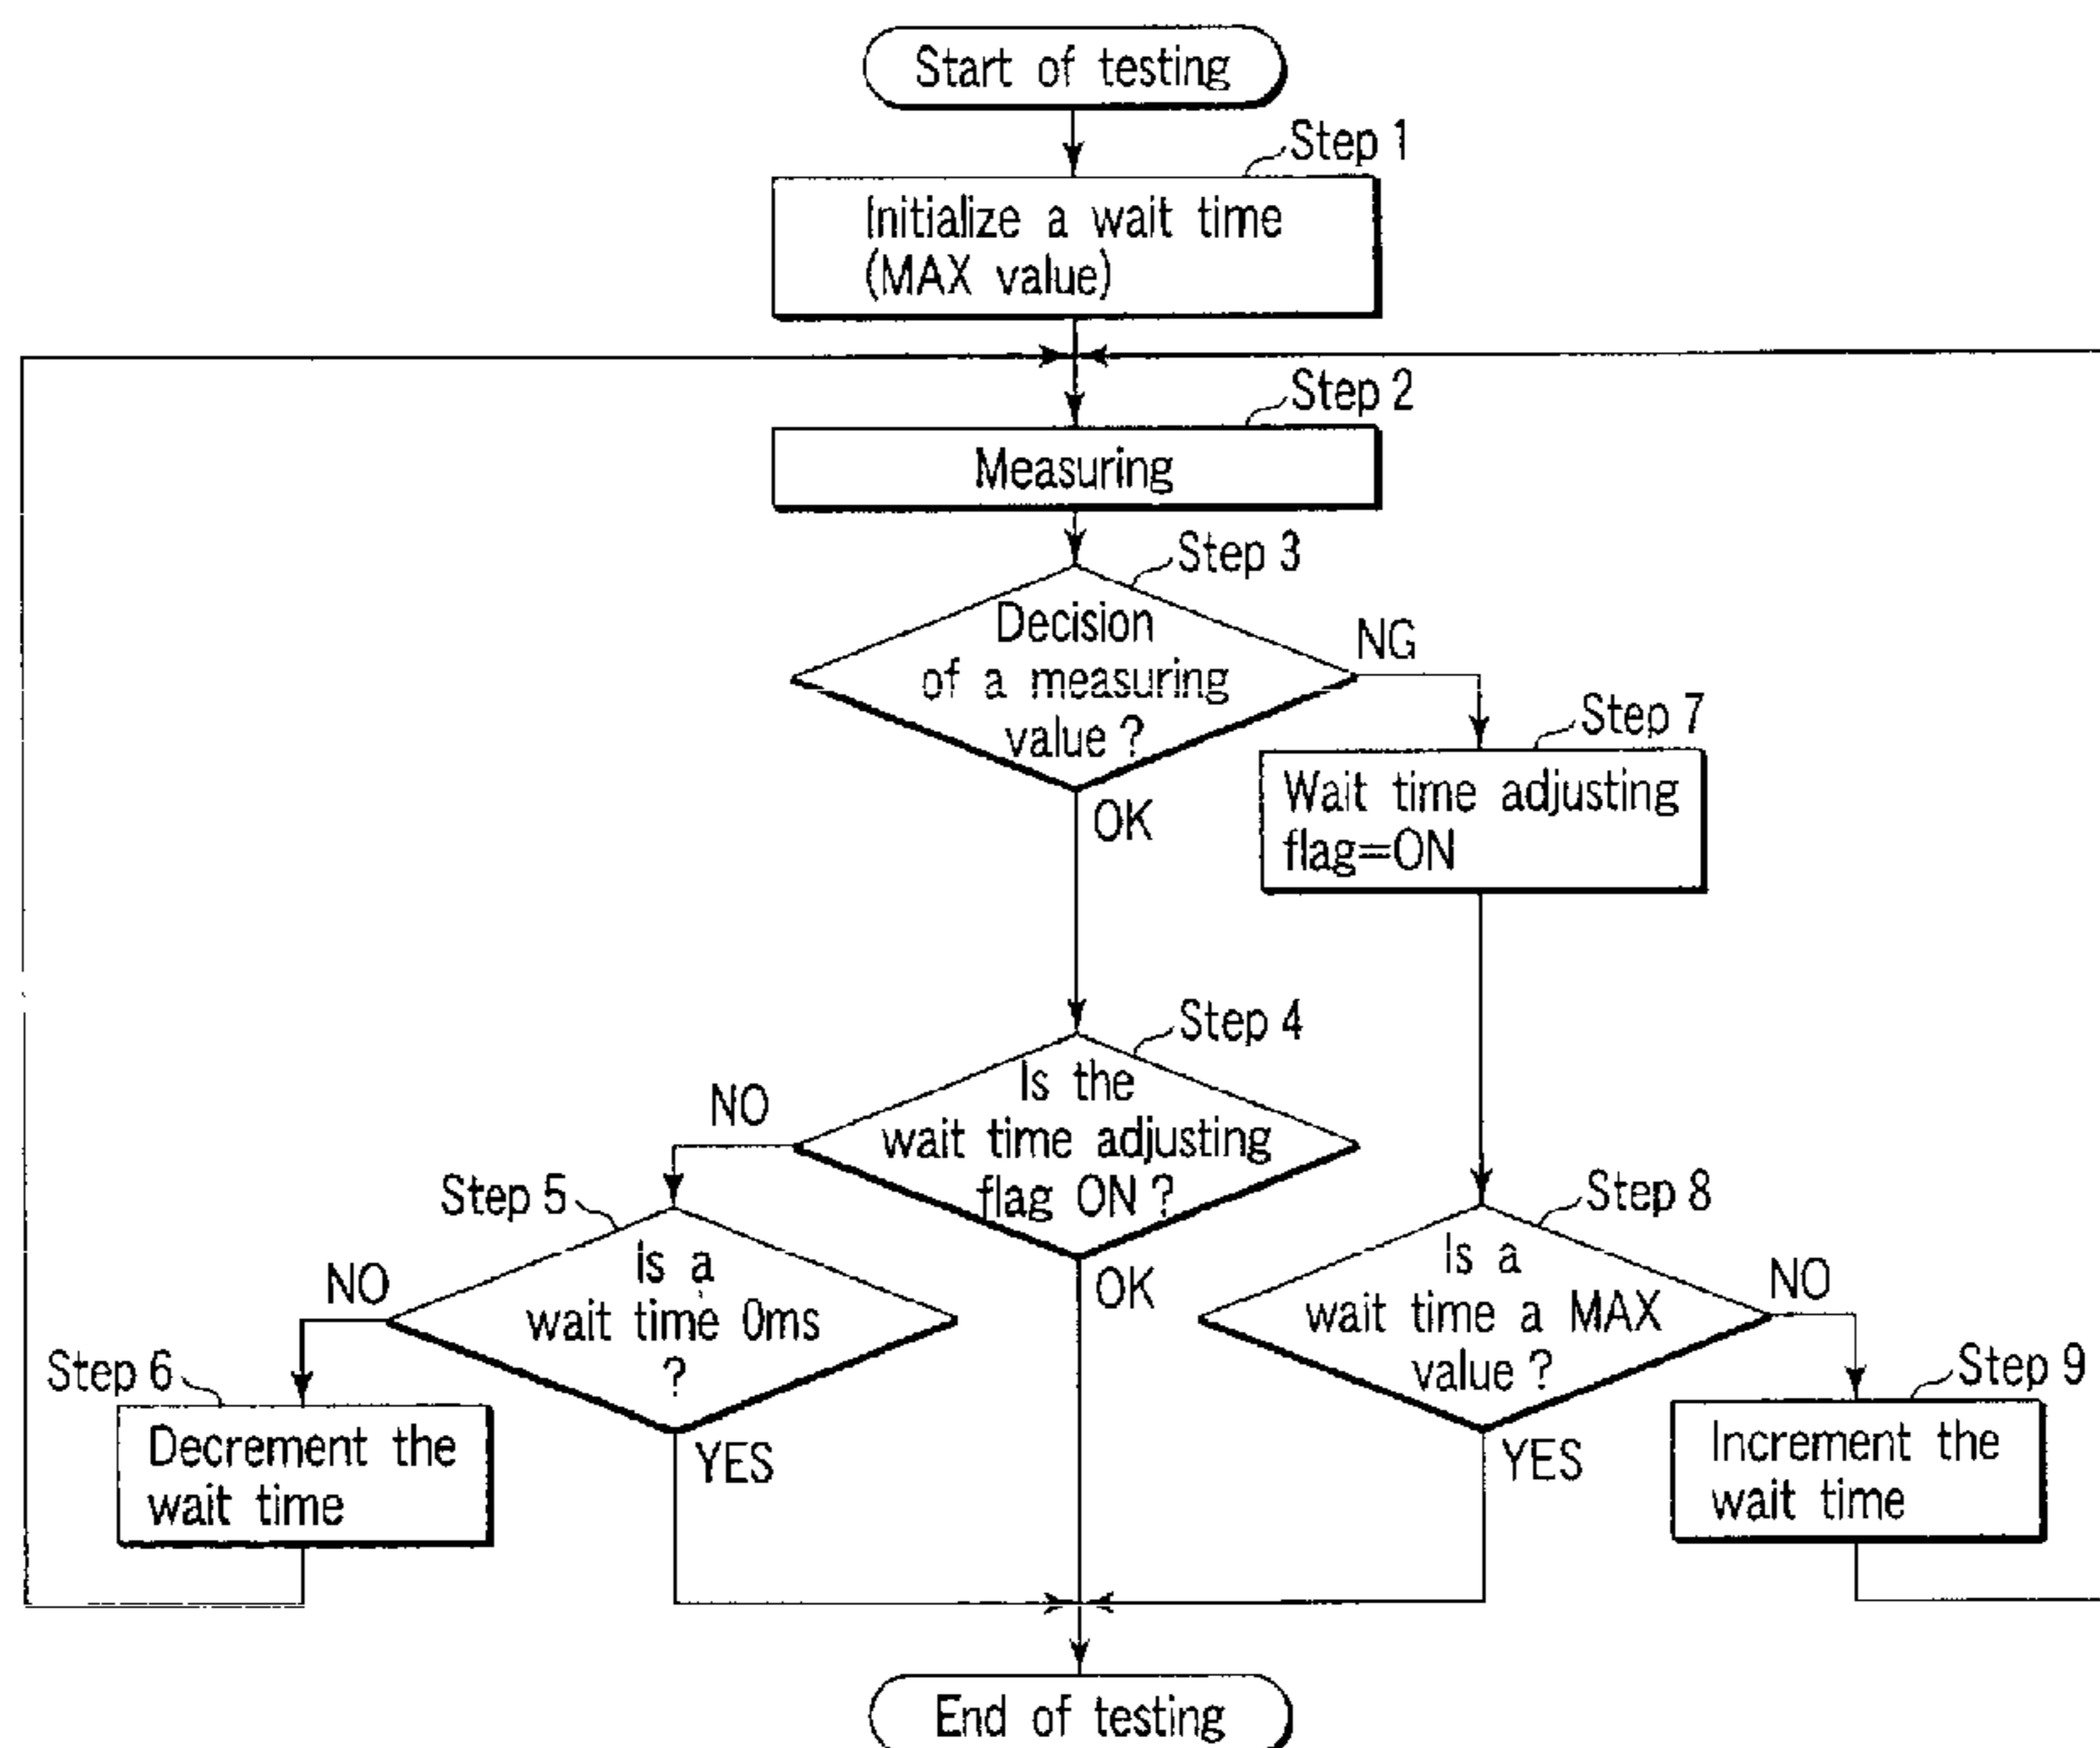 Start of testing
Step 1
Initialize a wait time
(MAX value)
Step 2
Measuring
Step 3
Decision
of a measuring
value ?
NG
OK
Step 7
Wait time adjusting
flag=ON
Step 4
Is the
wait time adjusting
flag ON ?
NO
OK
Step 5
Is a
wait time 0ms
?
NO
YES
Step 6
Decrement the
wait time
Step 8
Is a
wait time a MAX
value ?
NO
YES
Step 9
Increment the
wait time
End of testing